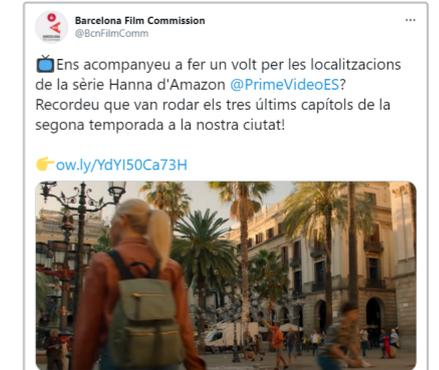 Barcelona Film Commission
@BcnFilmComm
Ens acompanyeu a fer un volt per les localitzacions
de la sèrie Hanna d'Amazon @PrimeVideoES?
Recordeu que van rodar els tres últims capítols de la
segona temporada a la nostra ciutat!
ow.ly/YdYI50Ca73H